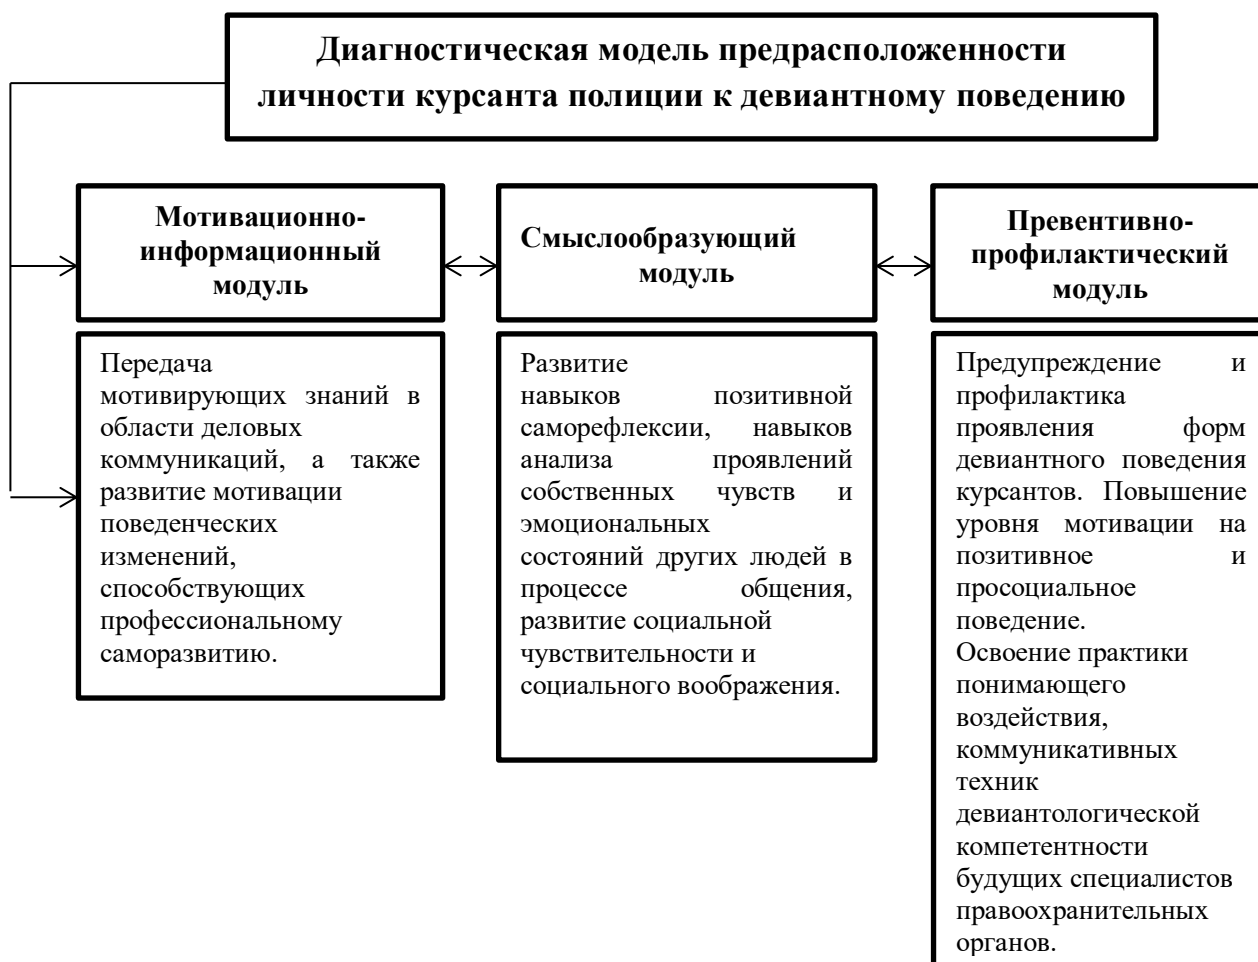 Диагностическая модель предрасположенности
личности курсанта полиции к девиантному поведению
Мотивационно-
информационный
модуль
Смыслообразующий
модуль
Превентивно-
профилактический
модуль
Передача
мотивирующих знаний в
области деловых
коммуникаций, а также
развитие мотивации
поведенческих
изменений,
способствующих
профессиональному
саморазвитию.
Развитие
навыков позитивной
саморефлексии, навыков
анализа проявлений
собственных чувств и
эмоциональных
состояний других людей в
процессе общения,
развитие социальной
чувствительности и
социального воображения.
Предупреждение и
профилактика
проявления форм
девиантного поведения
курсантов. Повышение
уровня мотивации на
позитивное и
просоциальное
поведение.
Освоение практики
понимающего
воздействия,
коммуникативных
техник
девиантологической
компетентности
будущих специалистов
правоохранительных
органов.